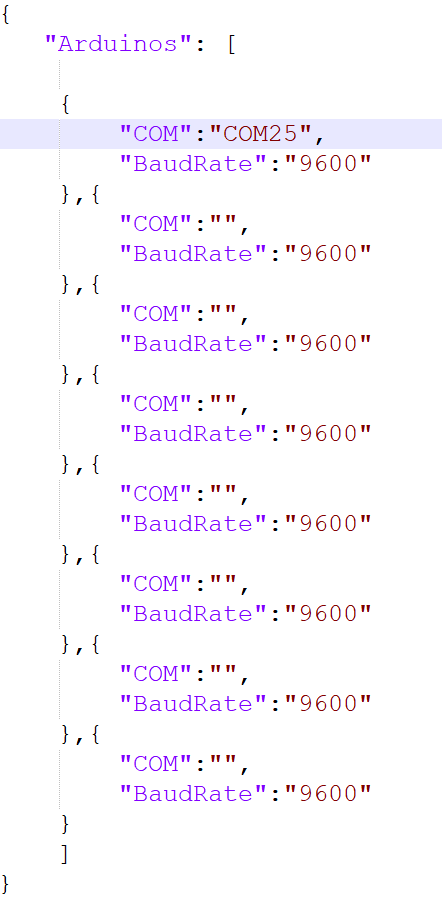 {
   "Arduinos": [

    {
        "COM":"COM25",
        "BaudRate":"9600"
    },{
        "COM":"",
        "BaudRate":"9600"
    },{
        "COM":"",
        "BaudRate":"9600"
    },{
        "COM":"",
        "BaudRate":"9600"
    },{
        "COM":"",
        "BaudRate":"9600"
    },{
        "COM":"",
        "BaudRate":"9600"
    },{
        "COM":"",
        "BaudRate":"9600"
    },{
        "COM":"",
        "BaudRate":"9600"
    }
    ]
}